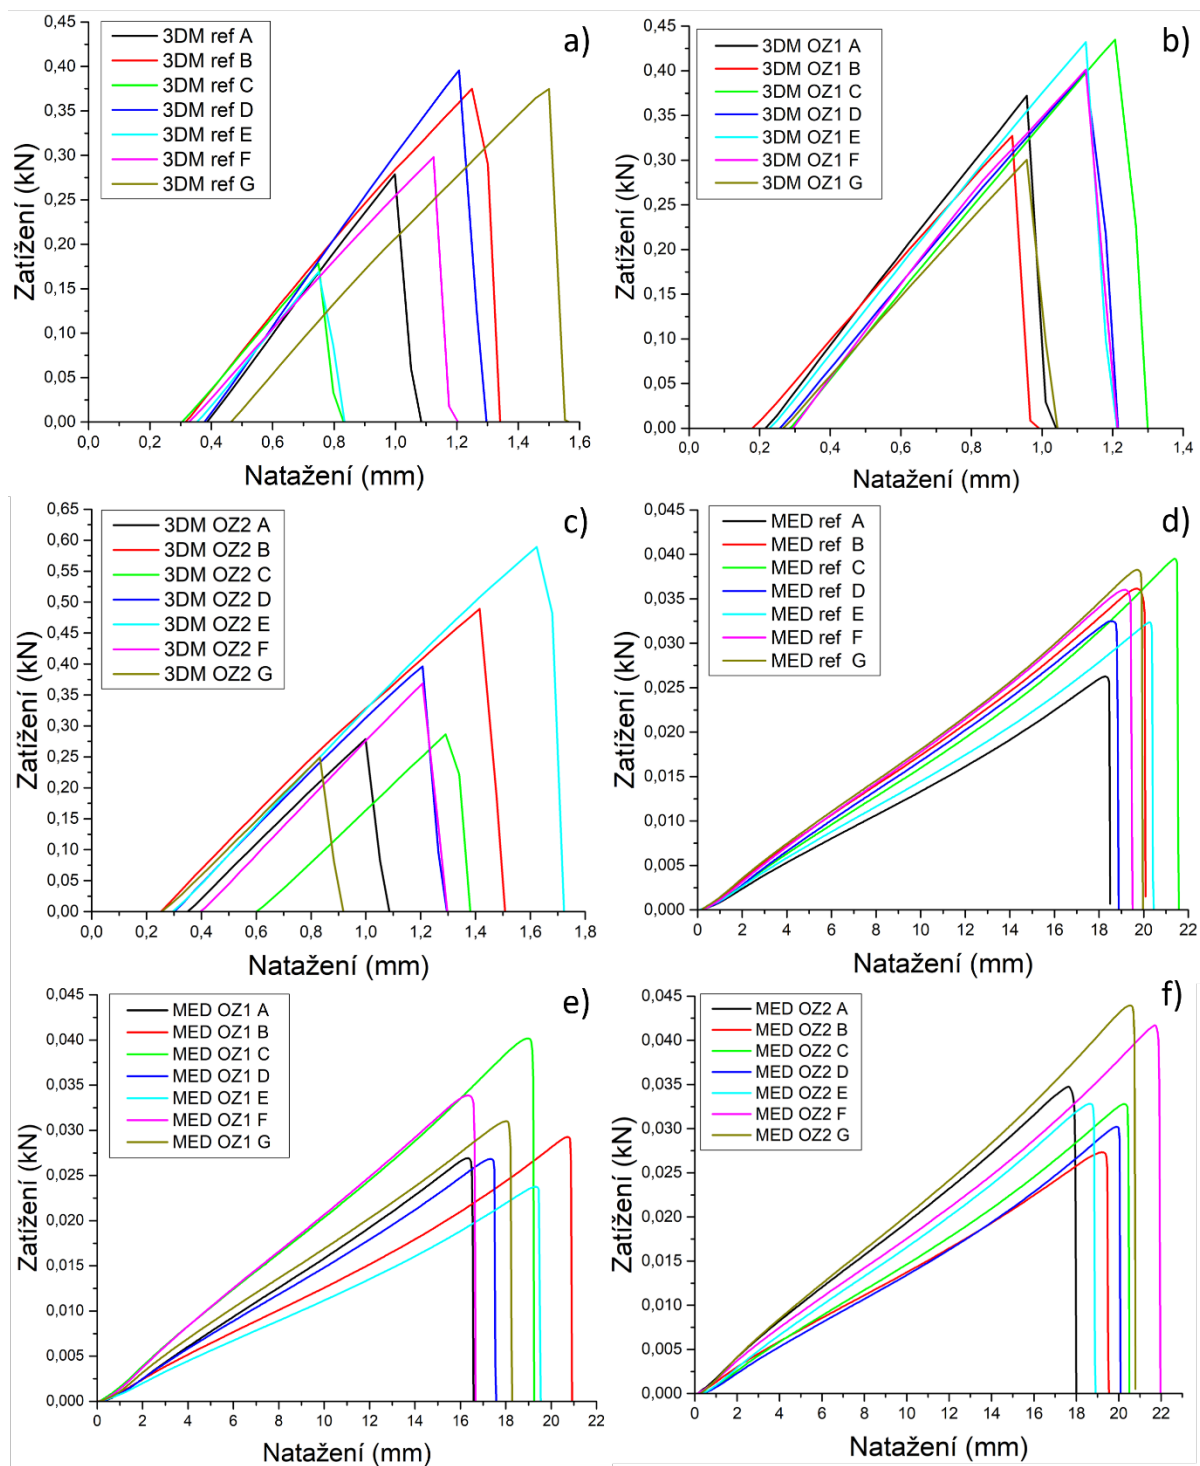 a)
3DM ref A
3DM ref B
3DM ref C
3DM ref D
3DM ref E
3DM ref F
3DM ref G
0,45
0,40
0,35
0,30
0,25
0,20
0,15
0,10
0,05
0,00
Zatížení (kN)
0,0 0,2 0,4 0,6 0,8 1,0 1,2 1,4 1,6
Natažení (mm)
b)
3DM OZ1 A
3DM OZ1 B
3DM OZ1 C
3DM OZ1 D
3DM OZ1 E
3DM OZ1 F
3DM OZ1 G
0,45
0,40
0,35
0,30
0,25
0,20
0,15
0,10
0,05
0,00
Zatížení (kN)
0,0 0,2 0,4 0,6 0,8 1,0 1,2 1,4
Natažení (mm)
c)
3DM OZ2 A
3DM OZ2 B
3DM OZ2 C
3DM OZ2 D
3DM OZ2 E
3DM OZ2 F
3DM OZ2 G
0,65
0,60
0,55
0,50
0,45
0,40
0,35
0,30
0,25
0,20
0,15
0,10
0,05
0,00
Zatížení (kN)
0,0 0,2 0,4 0,6 0,8 1,0 1,2 1,4 1,6 1,8
Natažení (mm)
d)
MED ref A
MED ref B
MED ref C
MED ref D
MED ref E
MED ref F
MED ref G
0,045
0,040
0,035
0,030
0,025
0,020
0,015
0,010
0,005
0,000
Zatížení (kN)
0 2 4 6 8 10 12 14 16 18 20 22
Natažení (mm)
e)
MED OZ1 A
MED OZ1 B
MED OZ1 C
MED OZ1 D
MED OZ1 E
MED OZ1 F
MED OZ1 G
0,045
0,040
0,035
0,030
0,025
0,020
0,015
0,010
0,005
0,000
Zatížení (kN)
0 2 4 6 8 10 12 14 16 18 20 22
Natažení (mm)
f)
MED OZ2 A
MED OZ2 B
MED OZ2 C
MED OZ2 D
MED OZ2 E
MED OZ2 F
MED OZ2 G
0,045
0,040
0,035
0,030
0,025
0,020
0,015
0,010
0,005
0,000
Zatížení (kN)
0 2 4 6 8 10 12 14 16 18 20 22
Natažení (mm)